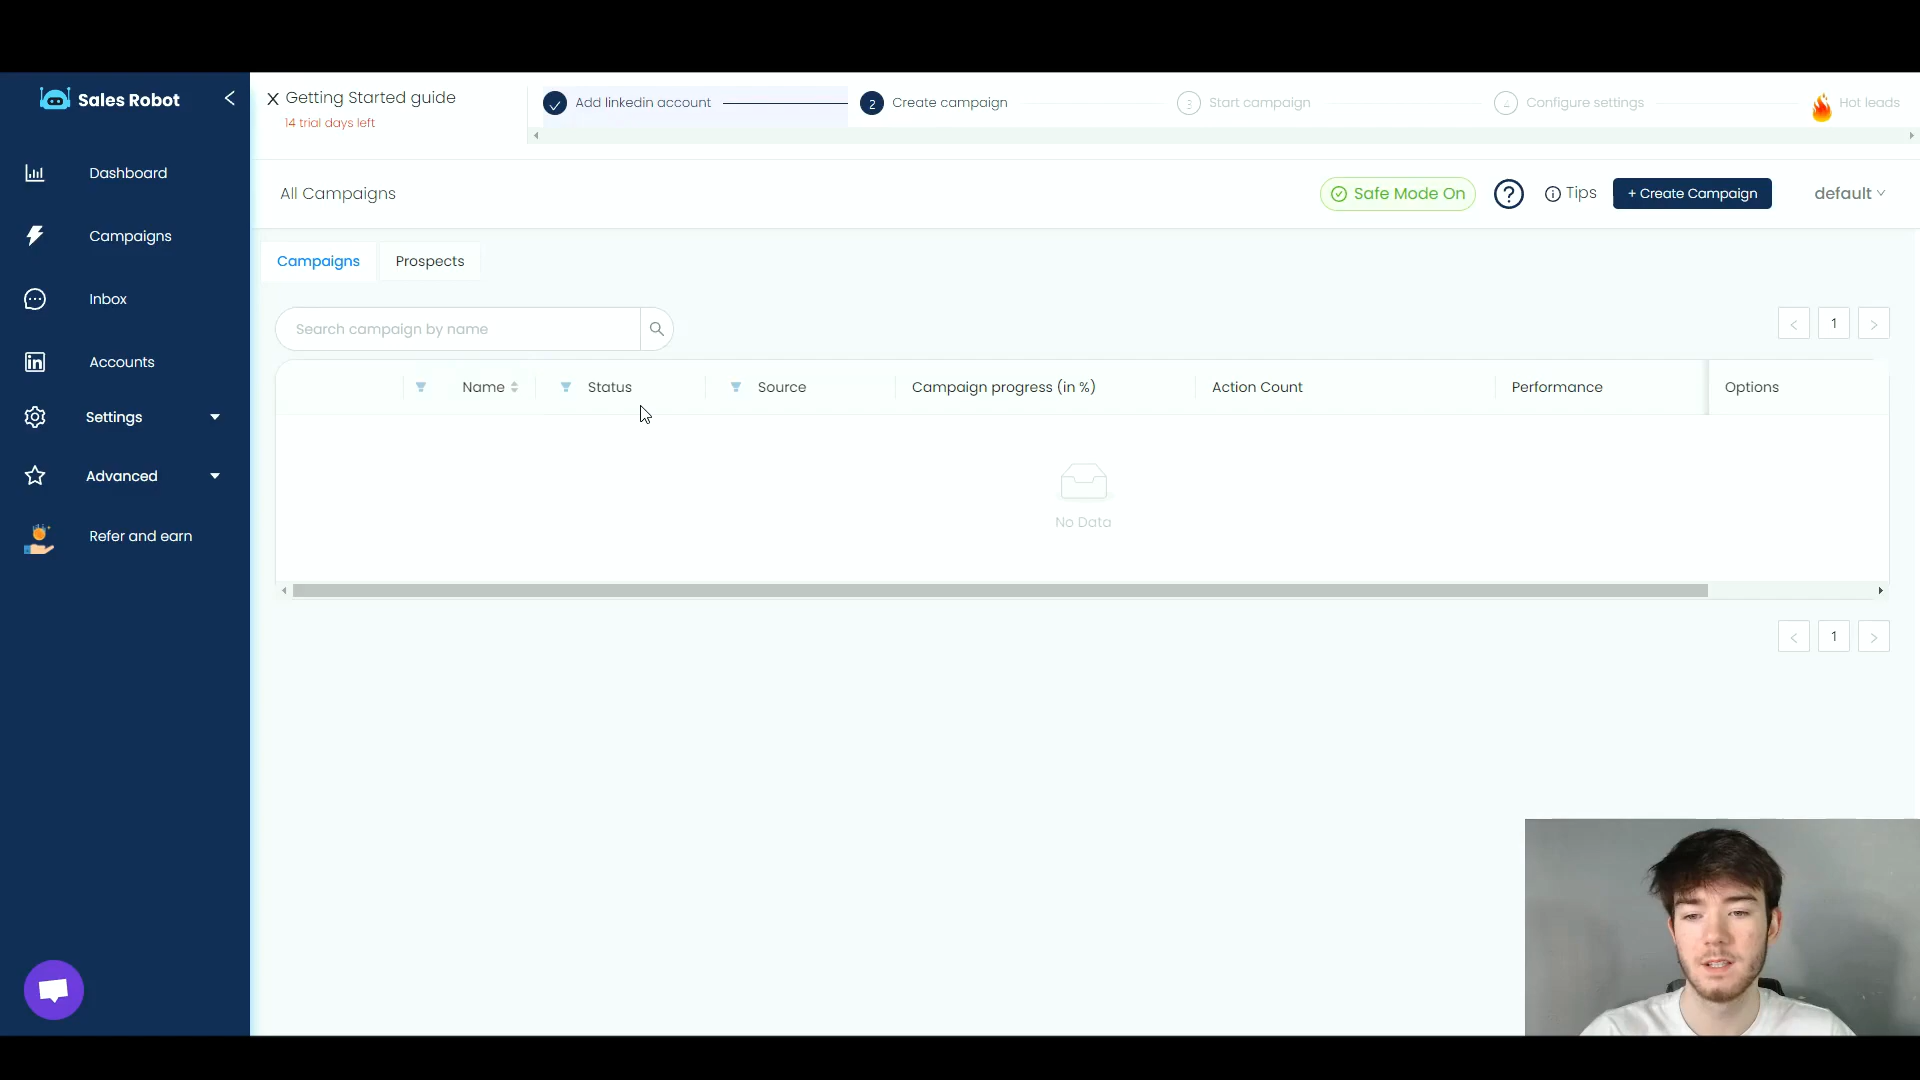 Sales Robot
Getting Started guide
14 trial days left
Add linkedin account
2 Create campaign
3 Start campaign
4 Configure settings
Hot leads
Dashboard
Campaigns
Inbox
Accounts
Settings
Advanced
Refer and earn
All Campaigns
Safe Mode On
? 
Tips
+ Create Campaign
default
Campaigns
Prospects
Search campaign by name
< 1 >
Name
Status
Source
Campaign progress (in %)
Action Count
Performance
Options
No Data
< 1 >